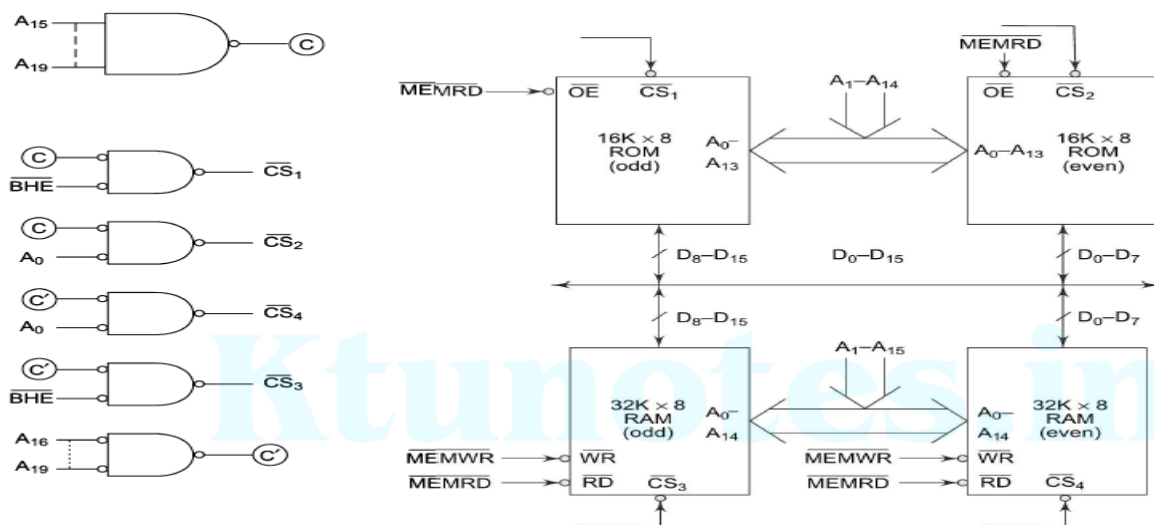 A15
A19
C
C
BHE
CS1
C
A0
CS2
C'
A0
CS4
C'
BHE
CS3
A16
A19
C'
MEMRD
OE
CS1
16K × 8
ROM
(odd)
A0–
A13
A1–A14
MEMRD
OE
CS2
A0–A13
16K × 8
ROM
(even)
D8–D15
D0–D15
D0–D7
D8–D15
D0–D7
32K × 8
RAM
(odd)
A0–
A14
MEMWR
WR
MEMRD
RD
CS3
A1–A15
A0–
A14
32K × 8
RAM
(even)
MEMWR
WR
MEMRD
RD
CS4
Ktunotes.in